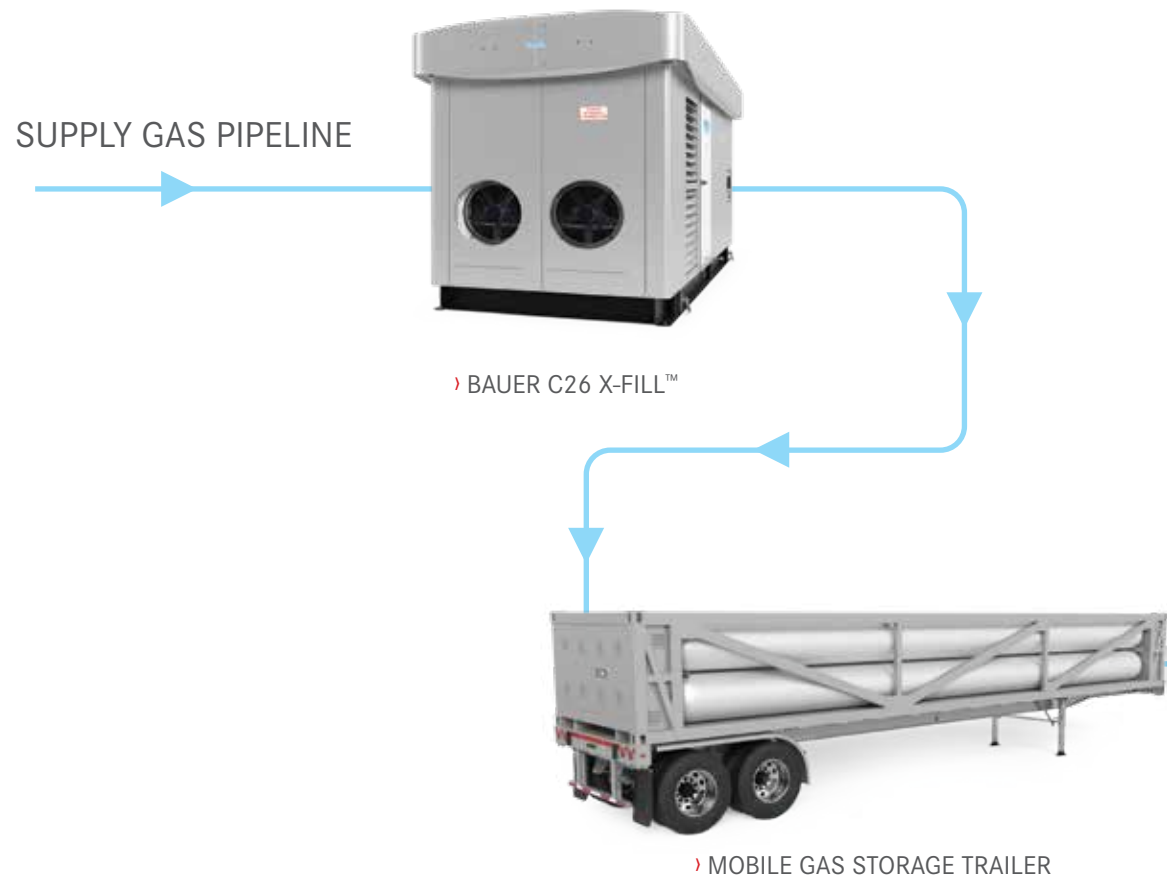 SUPPLY GAS PIPELINE
› BAUER C26 X-FILL™
› MOBILE GAS STORAGE TRAILER